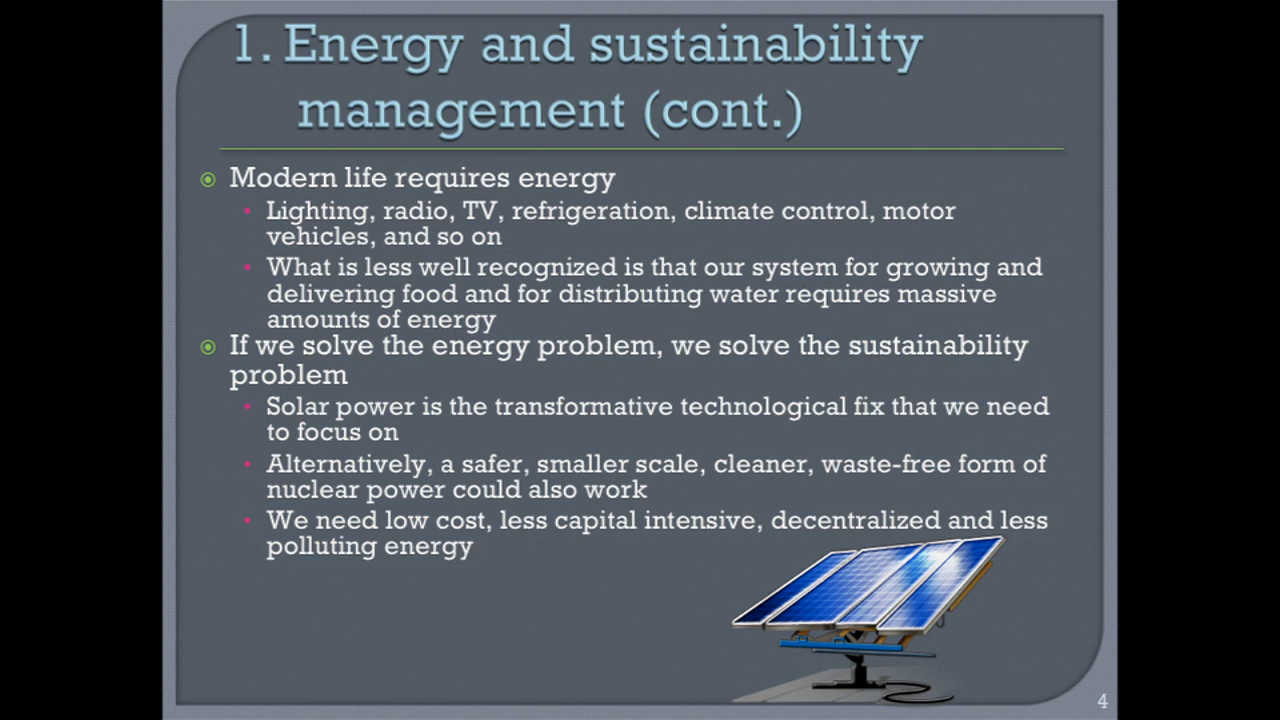 1. Energy and sustainability
management (cont.)
Modern life requires energy
Lighting, radio, TV, refrigeration, climate control, motor
vehicles, and so on
What is less well recognized is that our system for growing and
delivering food and for distributing water requires massive
amounts of energy
If we solve the energy problem, we solve the sustainability
problem
Solar power is the transformative technological fix that we need
to focus on
Alternatively, a safer, smaller scale, cleaner, waste-free form of
nuclear power could also work
We need low cost, less capital intensive, decentralized and less
polluting energy
4